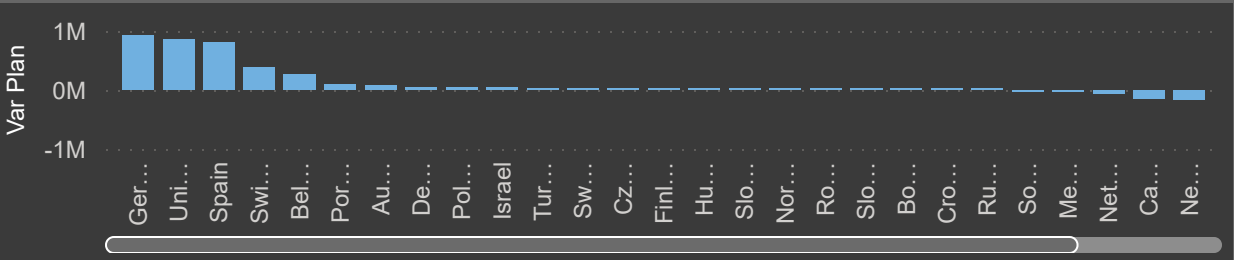 1M
0M
-1M
Var Plan
Ger...
Uni...
Spain
Swi...
Bel...
Por...
Au...
De...
Pol...
Israel
Tur...
Sw...
Cz...
Finl...
Hu...
Slo...
Nor...
Ro...
Slo...
Bo...
Cro...
Ru...
So...
Me...
Net...
Ca...
Ne...